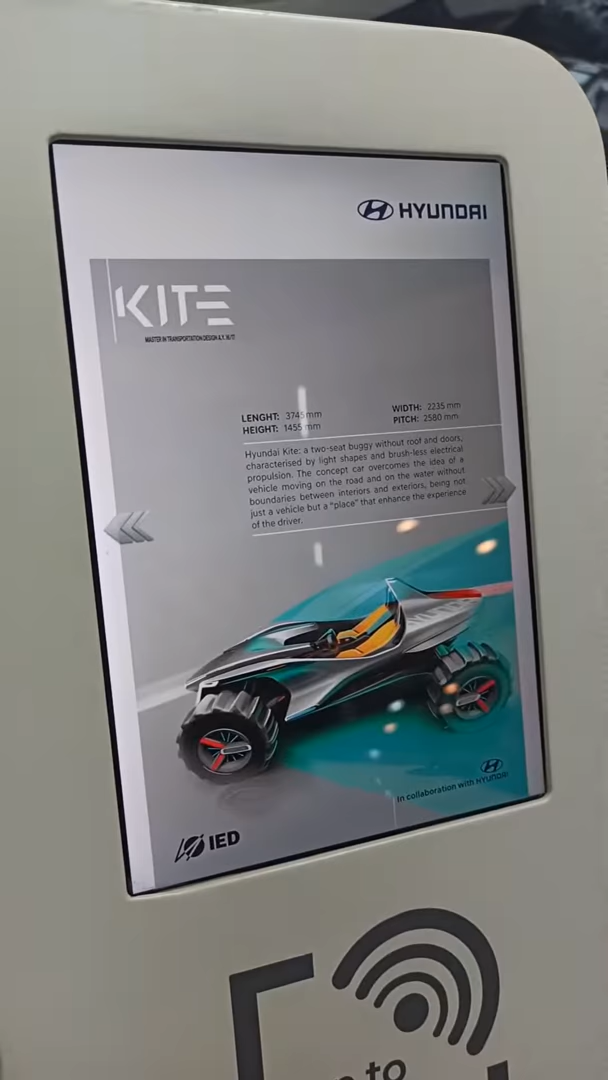 HYUNDAI
KITE
MASTER IN TRANSPORTATION DESIGN A.Y. 16/17
LENGHT: 3745 mm
WIDTH: 2235 mm
HEIGHT: 1455 mm
PITCH: 2580 mm
Hyundai Kite: a two-seat buggy without roof and doors,
characterised by light shapes and brush-less electrical
propulsion. The concept car overcomes the idea of a
vehicle moving on the road and on the water without
boundaries between interiors and exteriors, being not
just a vehicle but a "place" that enhance the experience
of the driver.
In collaboration with HYUNDAI
IED
to